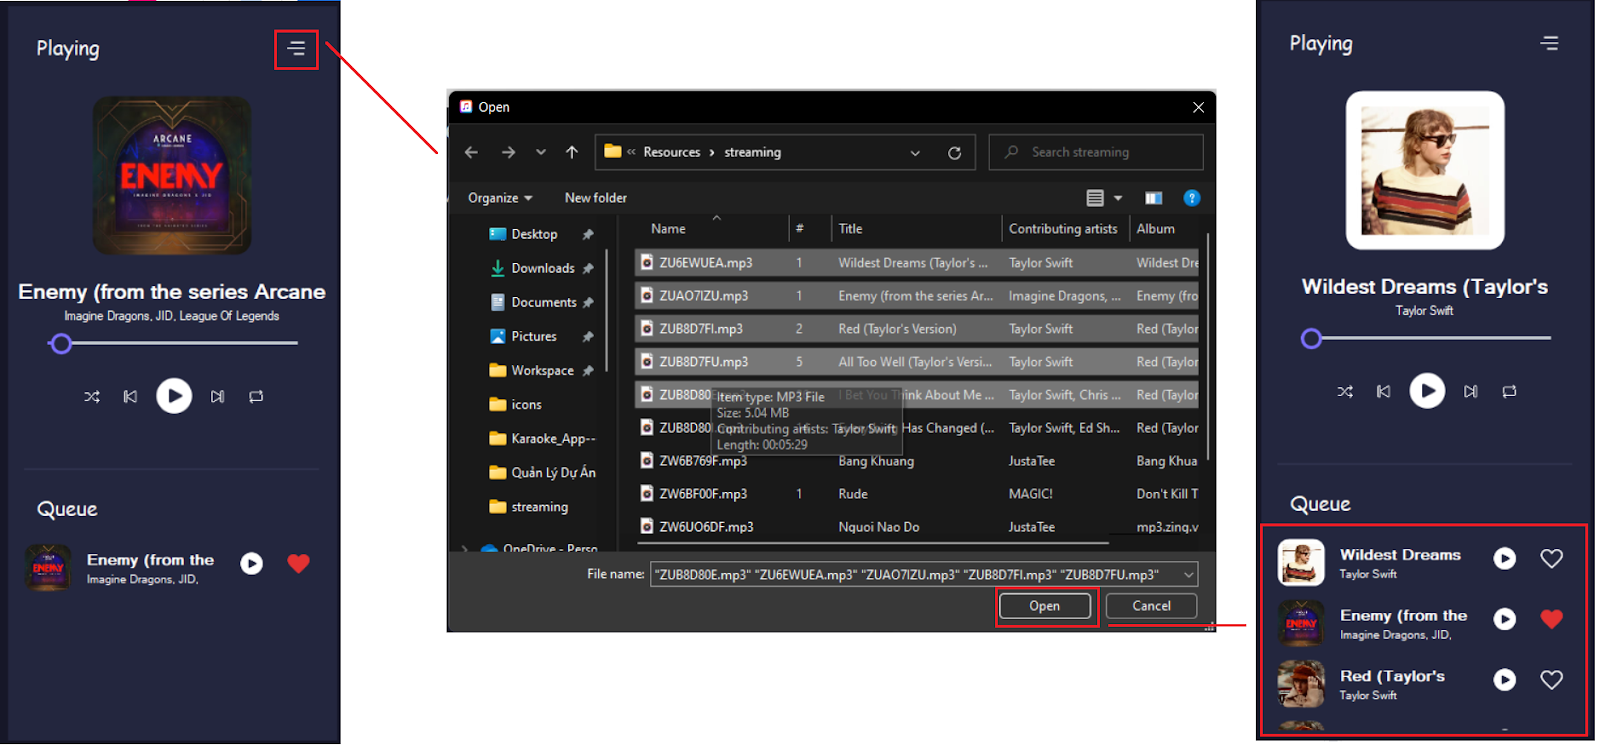 Playing
ARCANE
ENEMY
IMAGINE DRAGONS x JID
Enemy (from the series Arcane
Imagine Dragons, JID, League Of Legends
Queue
Enemy (from the
Imagine Dragons, JID,
Open
Resources > streaming
Search streaming
Organize
New folder
Desktop
Downloads
Documents
Pictures
Workspace
icons
Karaoke_App--
Quản Lý Dự Án
streaming
OneDrive - Perso
Name # Title Contributing artists Album
ZU6EWUEA.mp3 1 Wildest Dreams (Taylor's ... Taylor Swift Wildest Dre
ZUAO7IZU.mp3 1 Enemy (from the series Ar... Imagine Dragons, ... Enemy (fro
ZUB8D7FI.mp3 2 Red (Taylor's Version) Taylor Swift Red (Taylor
ZUB8D7FU.mp3 5 All Too Well (Taylor's Versi... Taylor Swift Red (Taylor
ZUB8D80 I Bet You Think About Me ... Taylor Swift, Chris ... Red (Taylor
ZUB8D80 Has Changed (... Taylor Swift, Ed Sh... Red (Taylor
ZW6B769F.mp3 Bang Khuang JustaTee Bang Khua
ZW6BF00F.mp3 1 Rude MAGIC! Don't Kill T
ZW6UO6DF.mp3 Nguoi Nao Do JustaTee mp3.zing.v
Item type: MP3 File
Size: 5.04 MB
Contributing artists: Taylor Swift
Length: 00:05:29
File name: "ZUB8D80E.mp3" "ZU6EWUEA.mp3" "ZUAO7IZU.mp3" "ZUB8D7FI.mp3" "ZUB8D7FU.mp3"
Open
Cancel
Playing
Wildest Dreams (Taylor's
Taylor Swift
Queue
Wildest Dreams
Taylor Swift
Enemy (from the
Imagine Dragons, JID,
Red (Taylor's
Taylor Swift